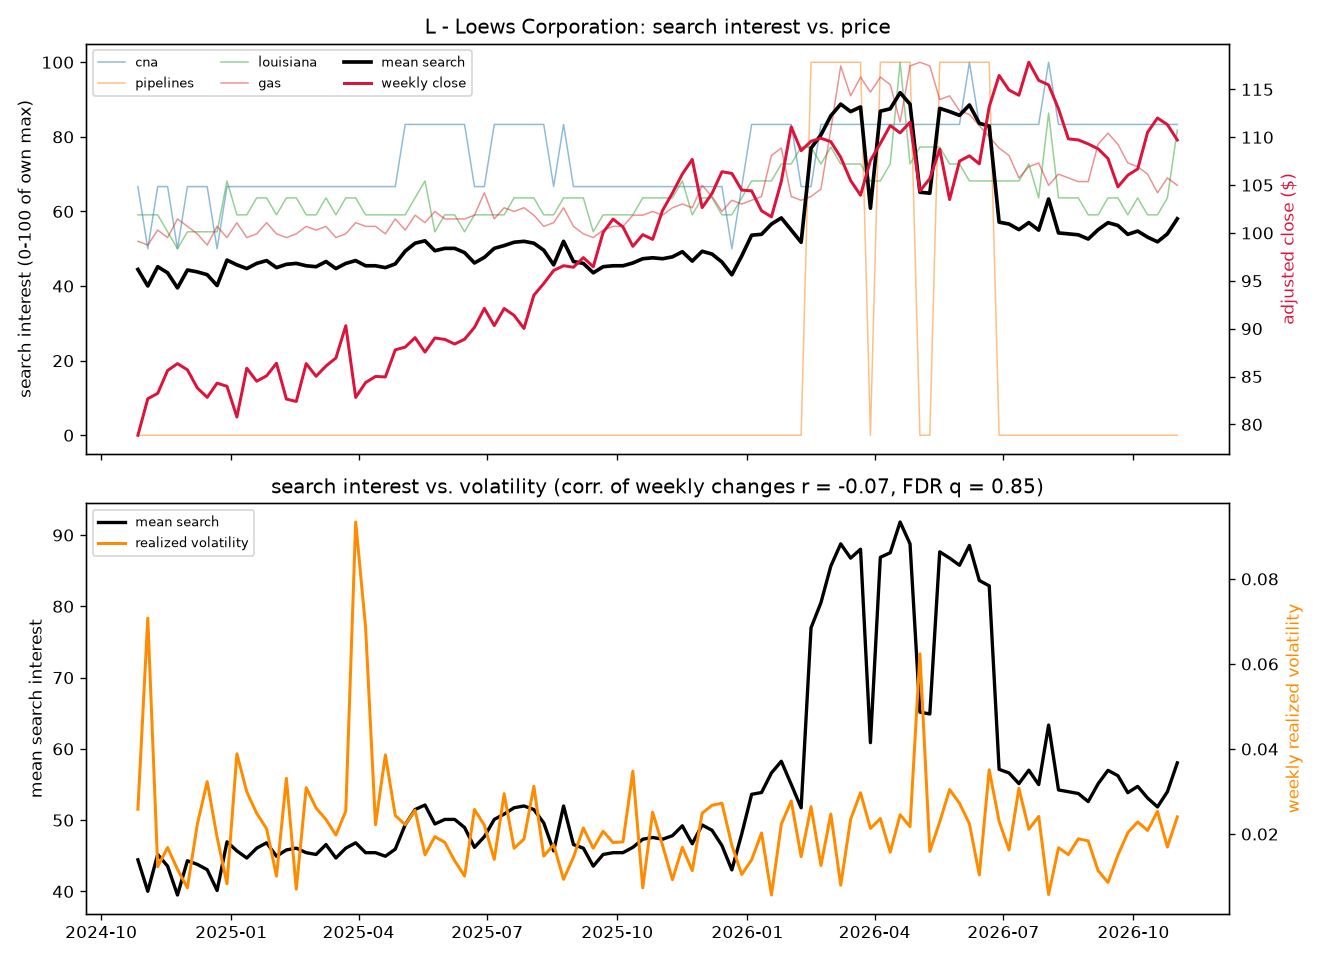 L - Loews Corporation: search interest vs. price
cna
pipelines
louisiana
gas
mean search
weekly close
search interest (0-100 of own max)
100
80
60
40
20
0
adjusted close ($)
115
110
105
100
95
90
85
80
search interest vs. volatility (corr. of weekly changes r = -0.07, FDR q = 0.85)
mean search
realized volatility
mean search interest
90
80
70
60
50
40
weekly realized volatility
0.08
0.06
0.04
0.02
2024-10
2025-01
2025-04
2025-07
2025-10
2026-01
2026-04
2026-07
2026-10